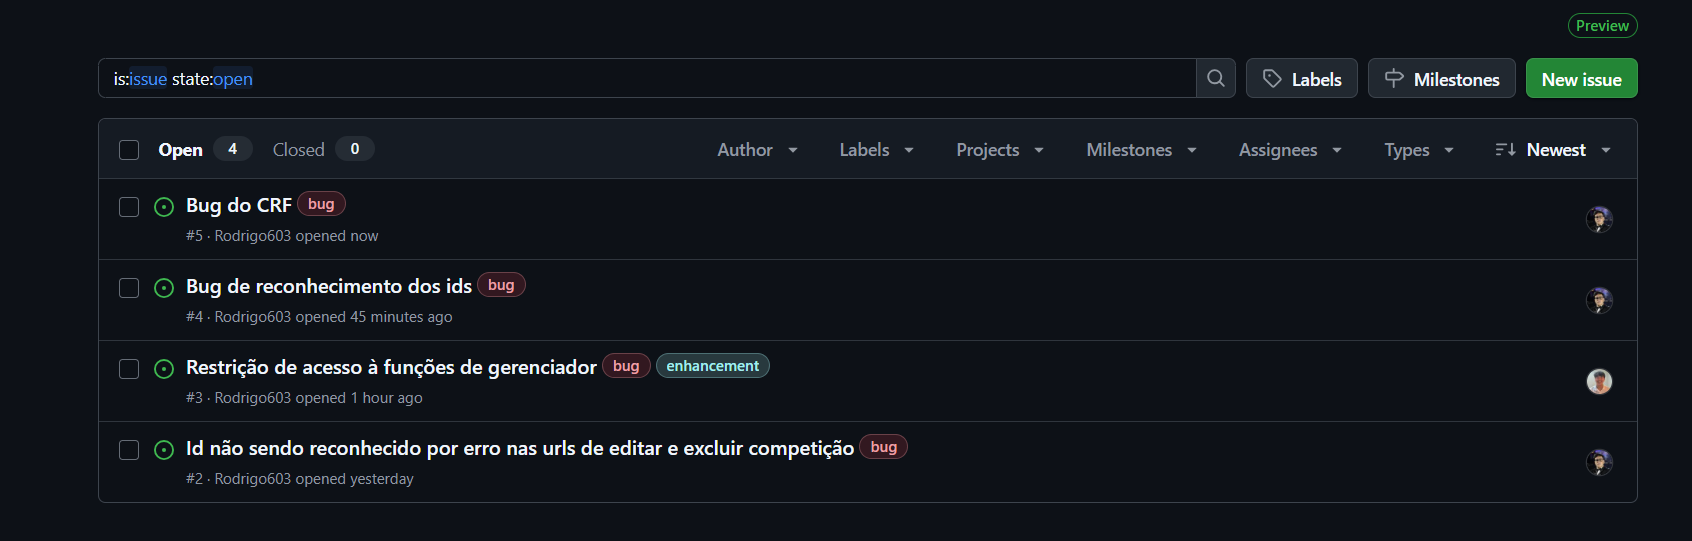 Preview
is:issue state:open Labels Milestones New issue
Open 4 Closed 0 Author Labels Projects Milestones Assignees Types Newest
Bug do CRF bug
#5 · Rodrigo603 opened now
Bug de reconhecimento dos ids bug
#4 · Rodrigo603 opened 45 minutes ago
Restrição de acesso à funções de gerenciador bug enhancement
#3 · Rodrigo603 opened 1 hour ago
Id não sendo reconhecido por erro nas urls de editar e excluir competição bug
#2 · Rodrigo603 opened yesterday